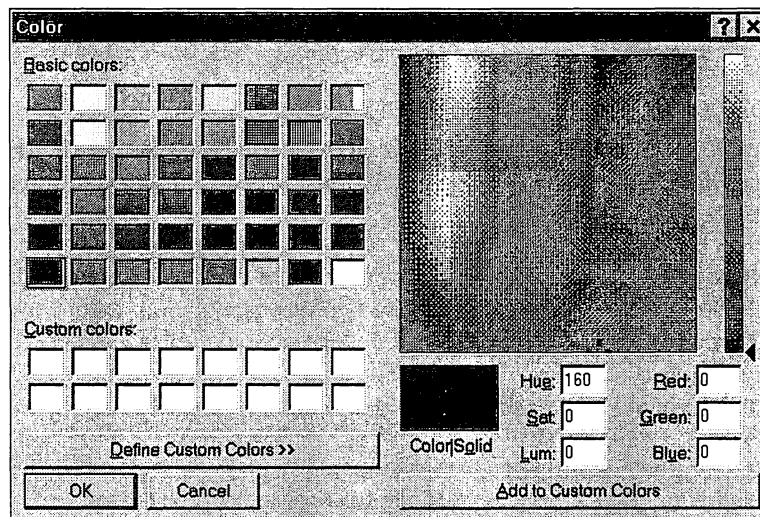 Color
Basic colors:
Custom colors:
Define Custom Colors >>
OK Cancel
Color|Solid
Hue: 160 Red: 0
Sat: 0 Green: 0
Lum: 0 Blue: 0
Add to Custom Colors